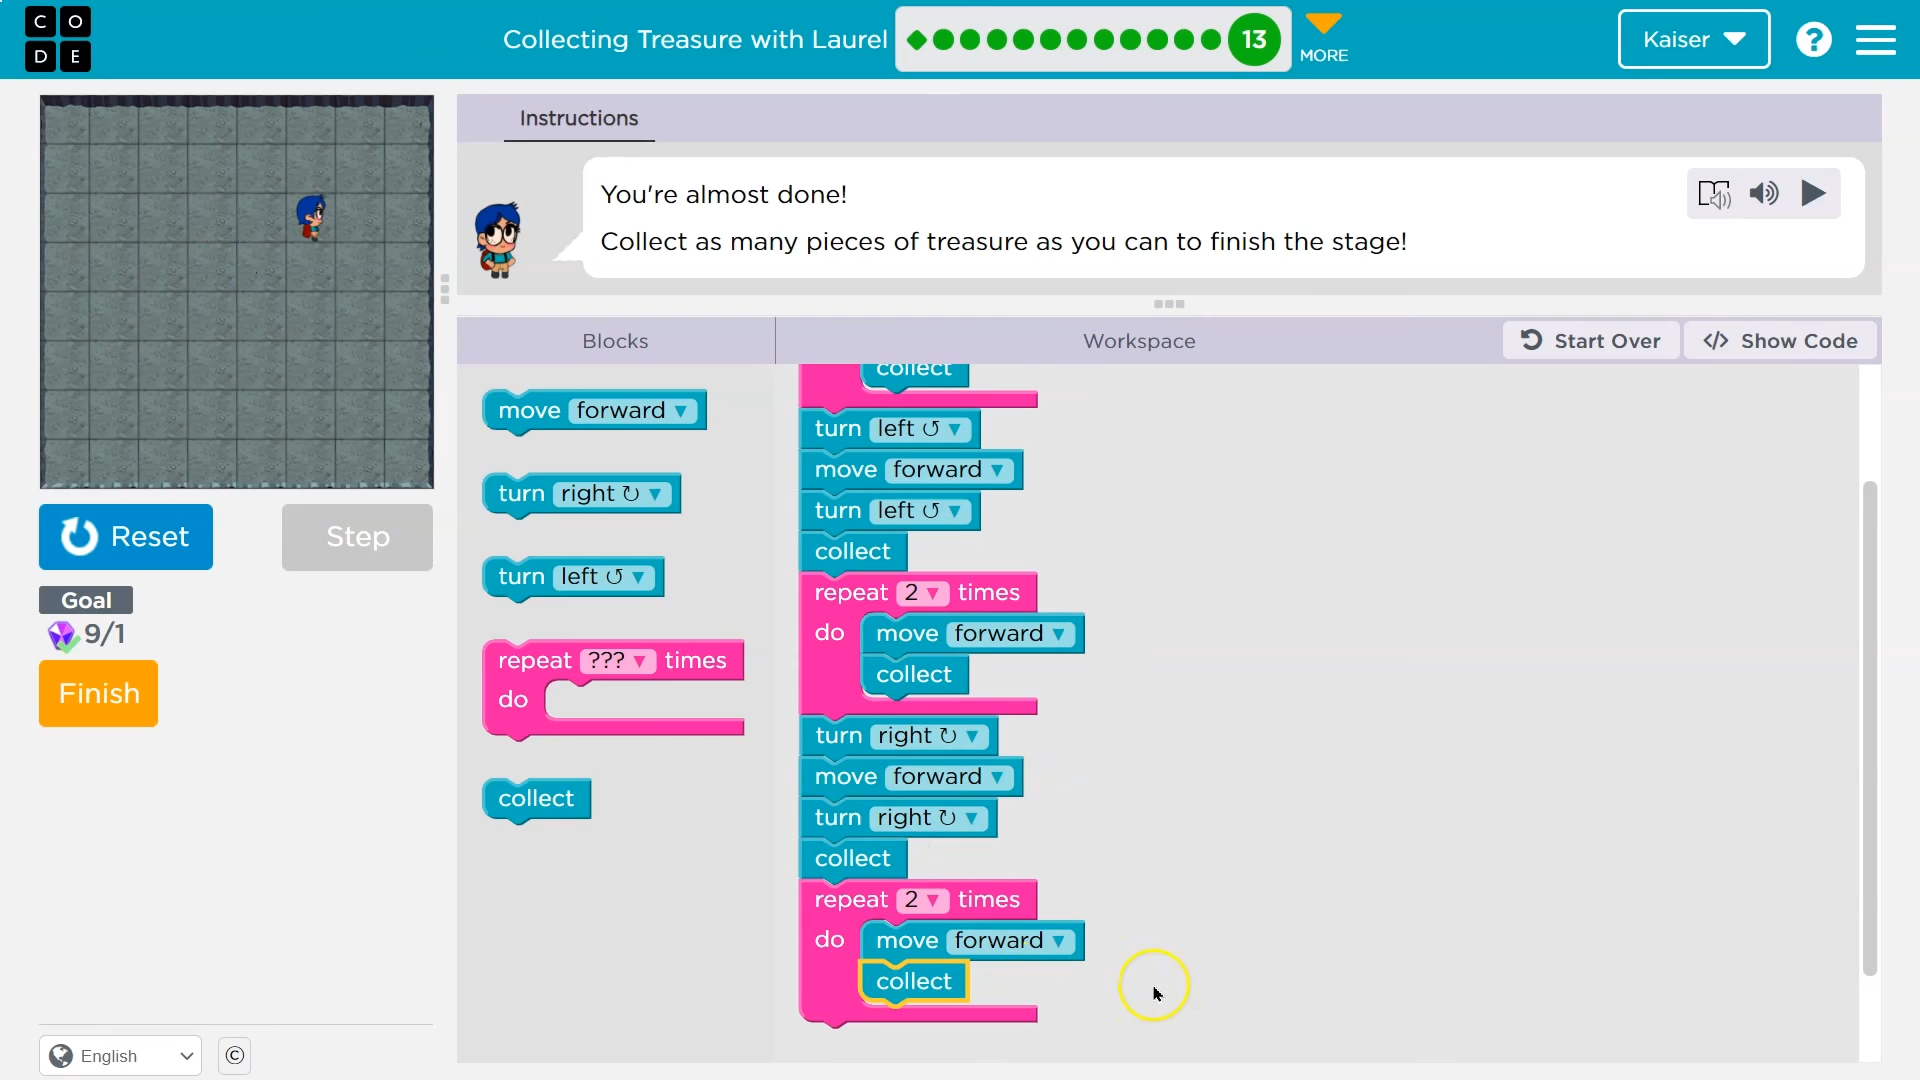 CO
DE
Collecting Treasure with Laurel
13
MORE
Kaiser
?
Instructions
You're almost done!
Collect as many pieces of treasure as you can to finish the stage!
Blocks
Workspace
Start Over
</> Show Code
Reset
Step
Goal
9/1
Finish
English
©
move forward
turn right ↻
turn left ↺
repeat ??? times
do
collect
collect
turn left ↺
move forward
turn left ↺
collect
repeat 2 times
do move forward
collect
turn right ↻
move forward
turn right ↻
collect
repeat 2 times
do move forward
collect